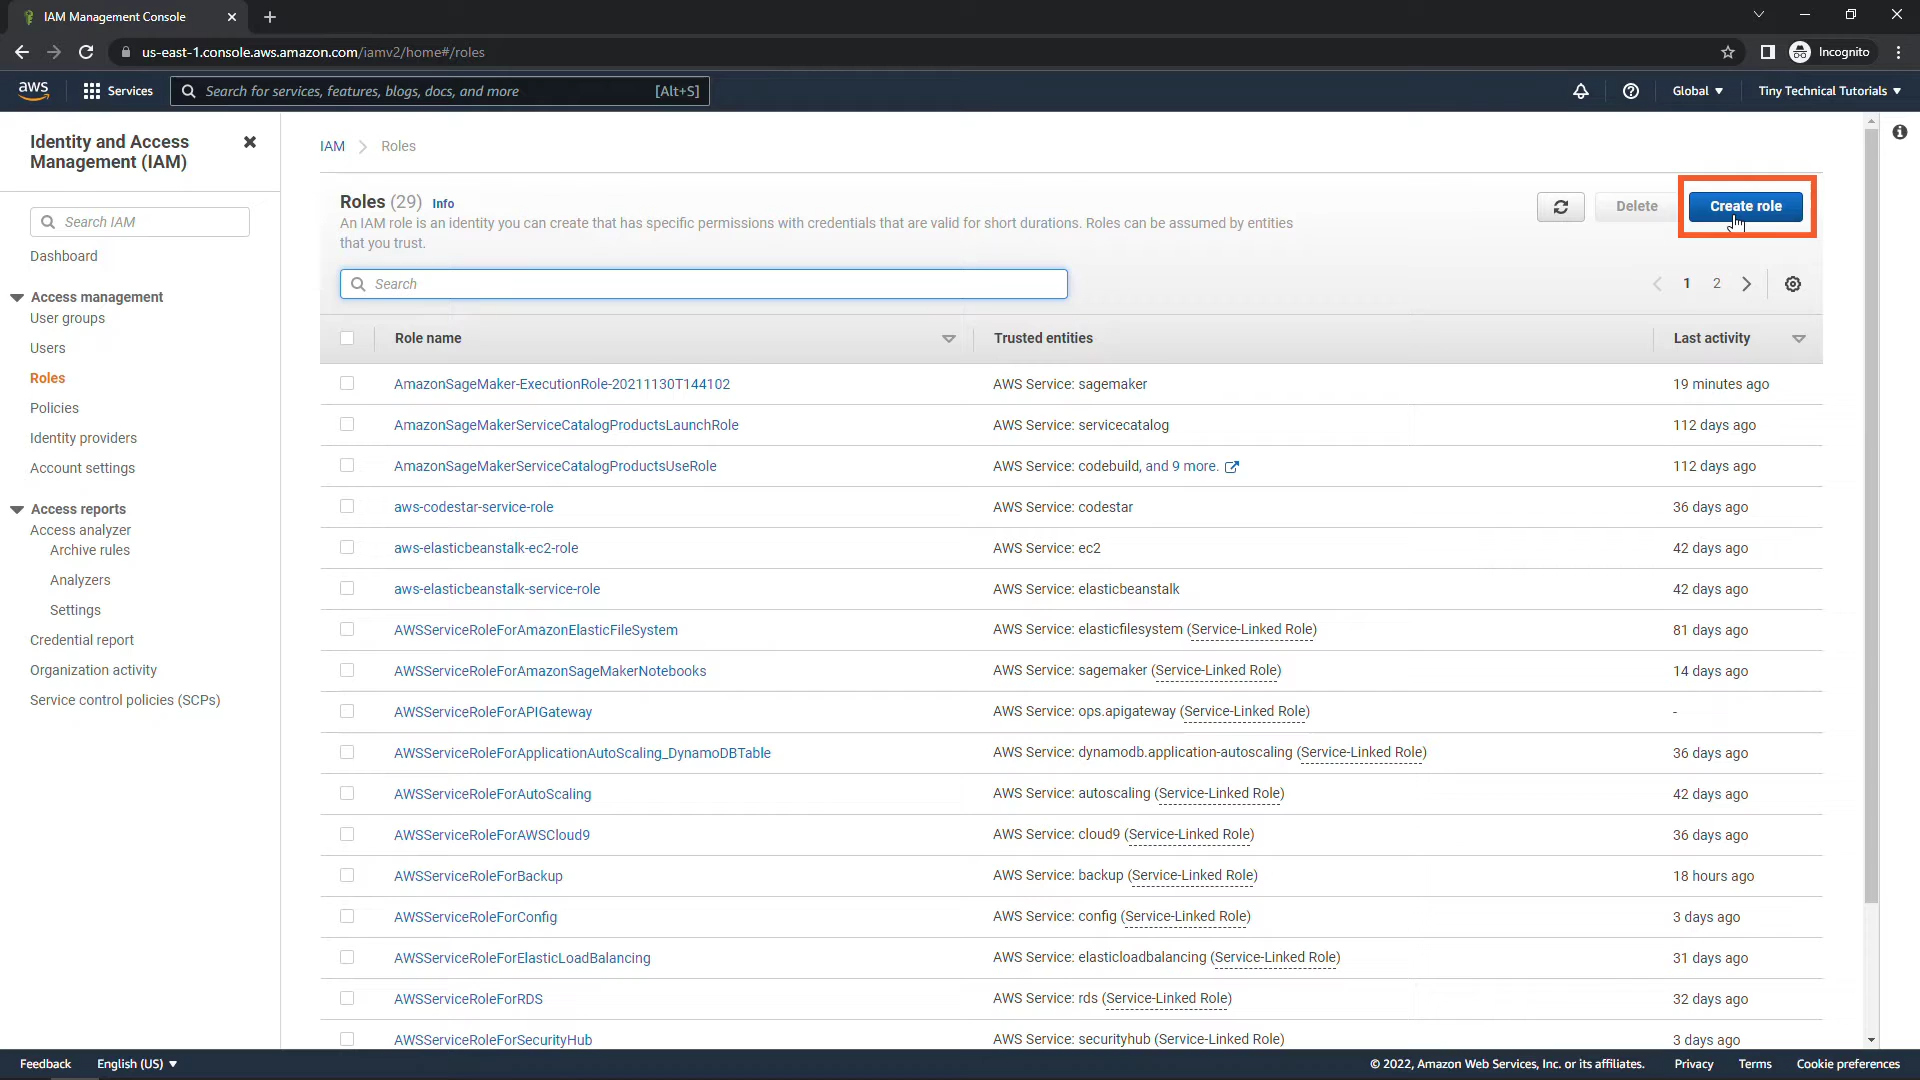 IAM Management Console
us-east-1.console.aws.amazon.com/iamv2/home#/roles
Incognito
aws
Services
Search for services, features, blogs, docs, and more
[Alt+S]
Global
Tiny Technical Tutorials
Identity and Access
Management (IAM)
Search IAM
Dashboard
Access management
User groups
Users
Roles
Policies
Identity providers
Account settings
Access reports
Access analyzer
Archive rules
Analyzers
Settings
Credential report
Organization activity
Service control policies (SCPs)
IAM > Roles
Roles (29) Info
An IAM role is an identity you can create that has specific permissions with credentials that are valid for short durations. Roles can be assumed by entities
that you trust.
Delete
Create role
Search
1 2
Role name Trusted entities Last activity
AmazonSageMaker-ExecutionRole-20211130T144102 AWS Service: sagemaker 19 minutes ago
AmazonSageMakerServiceCatalogProductsLaunchRole AWS Service: servicecatalog 112 days ago
AmazonSageMakerServiceCatalogProductsUseRole AWS Service: codebuild, and 9 more. 112 days ago
aws-codestar-service-role AWS Service: codestar 36 days ago
aws-elasticbeanstalk-ec2-role AWS Service: ec2 42 days ago
aws-elasticbeanstalk-service-role AWS Service: elasticbeanstalk 42 days ago
AWSServiceRoleForAmazonElasticFileSystem AWS Service: elasticfilesystem (Service-Linked Role) 81 days ago
AWSServiceRoleForAmazonSageMakerNotebooks AWS Service: sagemaker (Service-Linked Role) 14 days ago
AWSServiceRoleForAPIGateway AWS Service: ops.apigateway (Service-Linked Role) -
AWSServiceRoleForApplicationAutoScaling_DynamoDBTable AWS Service: dynamodb.application-autoscaling (Service-Linked Role) 36 days ago
AWSServiceRoleForAutoScaling AWS Service: autoscaling (Service-Linked Role) 42 days ago
AWSServiceRoleForAWSCloud9 AWS Service: cloud9 (Service-Linked Role) 36 days ago
AWSServiceRoleForBackup AWS Service: backup (Service-Linked Role) 18 hours ago
AWSServiceRoleForConfig AWS Service: config (Service-Linked Role) 3 days ago
AWSServiceRoleForElasticLoadBalancing AWS Service: elasticloadbalancing (Service-Linked Role) 31 days ago
AWSServiceRoleForRDS AWS Service: rds (Service-Linked Role) 32 days ago
AWSServiceRoleForSecurityHub AWS Service: securityhub (Service-Linked Role) 3 days ago
Feedback English (US) © 2022, Amazon Web Services, Inc. or its affiliates. Privacy Terms Cookie preferences